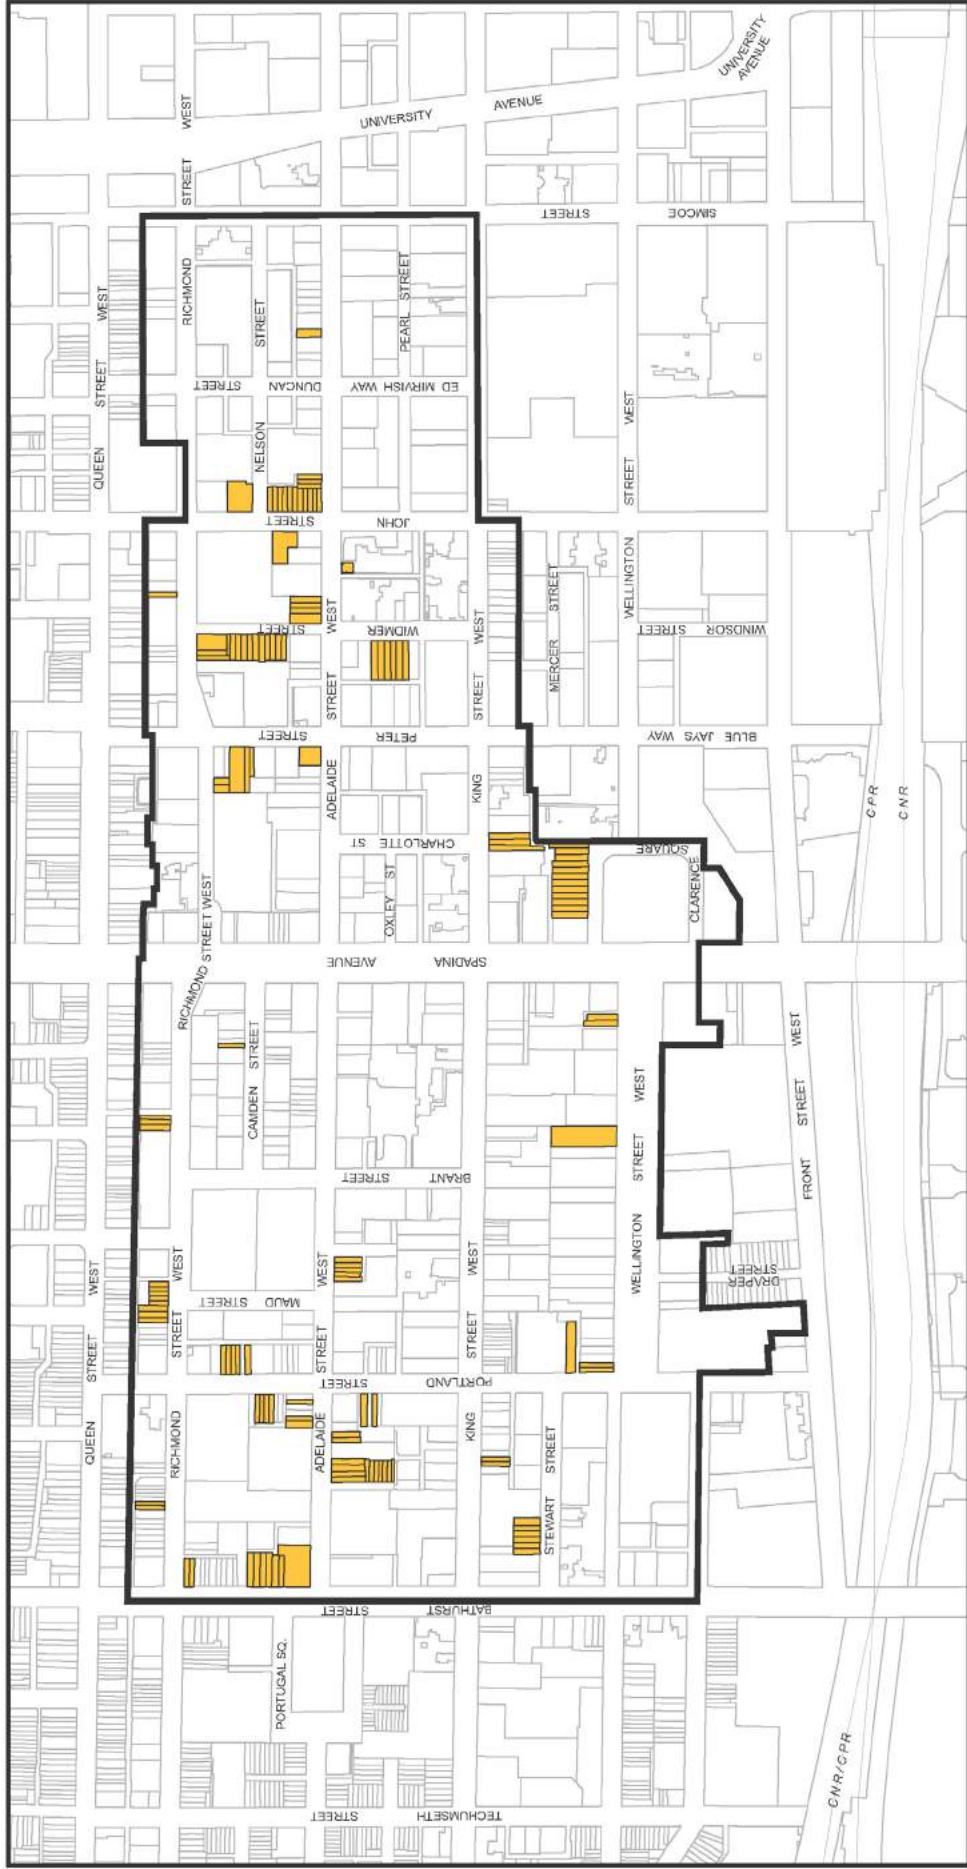 UNIVERSITY
AVENUE
WEST
UNIVERSITY
AVENUE
STREET
STREET
SIMCOE
WEST
RICHMOND
STREET
PEARL STREET
STREET
QUEEN
STREET
DUNCAN
ED MIRVISH WAY
WEST
STREET
NELSON
STREET
JOHN
WEST
STREET
WELLINGTON
MERCER STREET
STREET
WIDMER
WEST
STREET
WINDSOR STREET
STREET
PETER
STREET
BLUE JAYS WAY
ADELAIDE
KING
CHARLOTTE ST
OXLEY ST
SQUARE
CLARENCE
CPR
CNR
RICHMOND STREET WEST
SPADINA
AVENUE
CAMDEN STREET
WEST
STREET
WELLINGTON
WEST
STREET
FRONT
BRANT
STREET
WEST
STREET
QUEEN
WEST
STREET
RICHMOND
MAUD STREET
WEST
STREET
ADELAIDE
WEST
STREET
KING
DRAPER
STREET
PORTLAND
STREET
STEWART STREET
BATHURST
STREET
PORTUGAL SQ.
TECHUMSETH
STREET
CNR/CPR